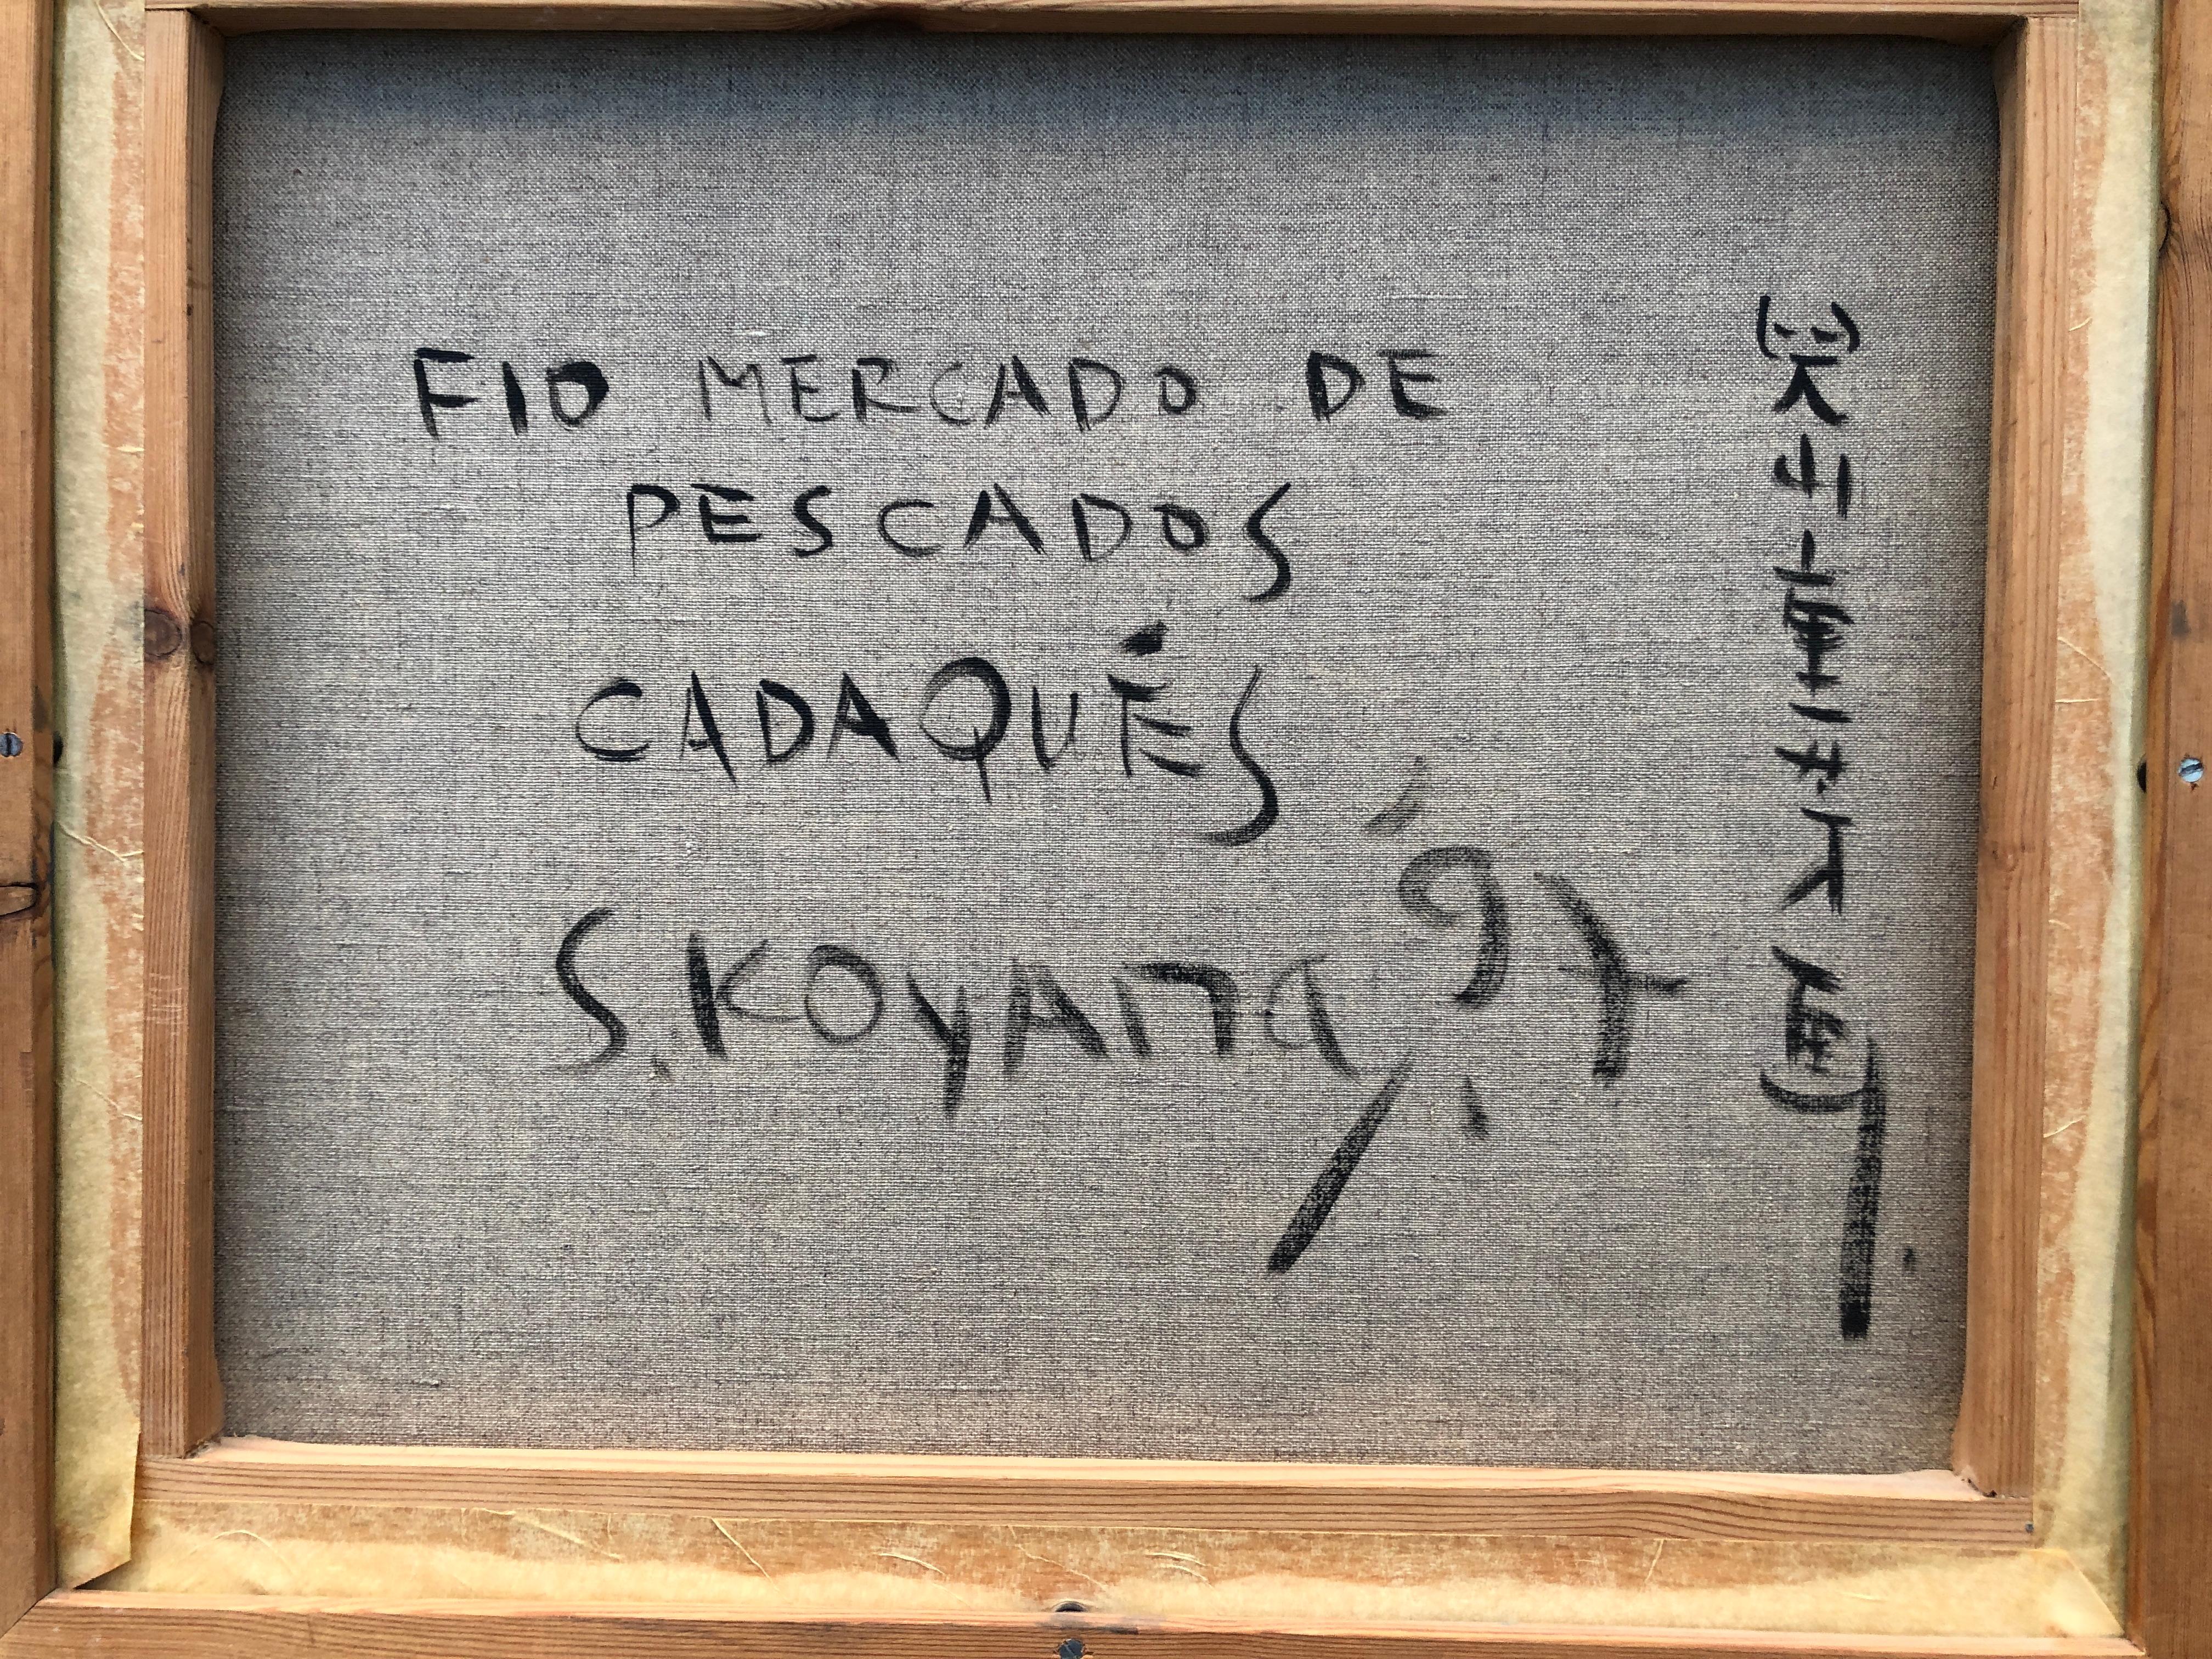 F10 MERCADO DE
PESCADOS
CADAQUÉS
S.KOYAMA '97